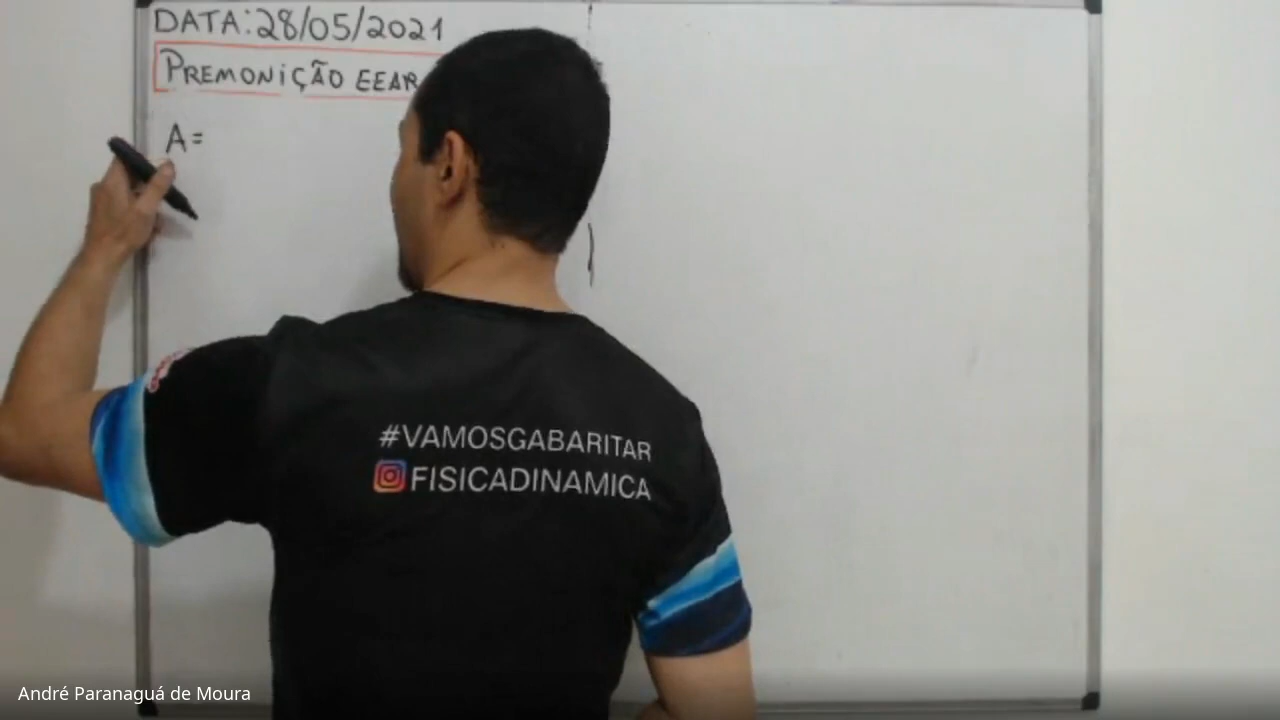 DATA:28/05/2021
PREMONIÇÃO EEAR
A=
#VAMOSGABARITAR
FISICADINAMICA
André Paranaguá de Moura